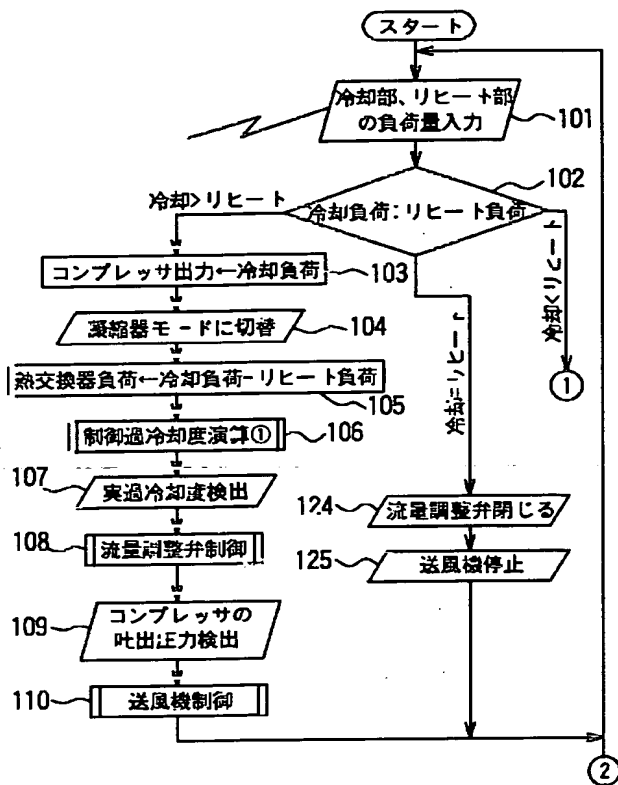 スタート
冷却部、リヒート部
の負荷量入力
101
102
冷却>リヒート
冷却負荷:リヒート負荷
冷却<リヒート
コンプレッサ出力←冷却負荷
103
凝縮器モードに切替
104
①
熱交換器負荷←冷却負荷-リヒート負荷
105
冷却=リヒート
制御過冷却度演算①
106
107
実過冷却度検出
124
流量調整弁閉じる
108
流量調整弁制御
125
送風機停止
109
コンプレッサの
吐出圧力検出
110
送風機制御
②